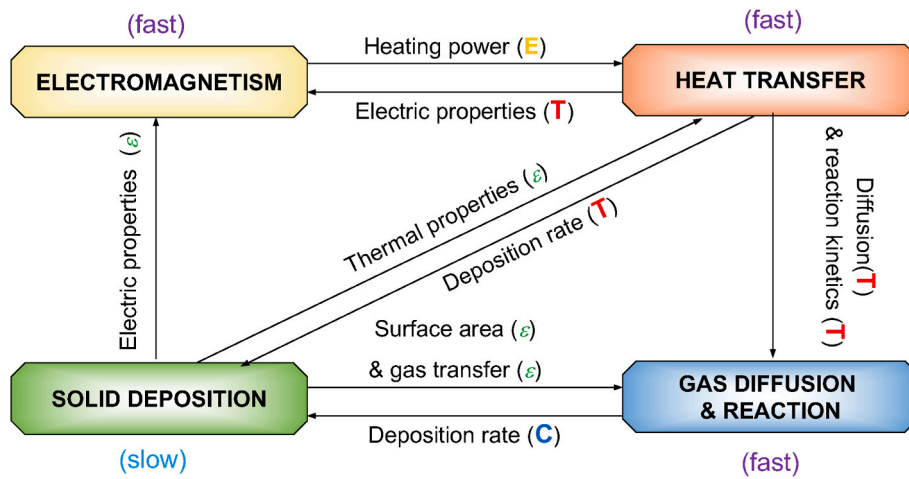 (fast)
(fast)
Heating power (E)
ELECTROMAGNETISM
HEAT TRANSFER
Electric properties (T)
Electric properties (ε)
Thermal properties (ε)
Deposition rate (T)
Diffusion(T)
& reaction kinetics (T)
Surface area (ε)
& gas transfer (ε)
SOLID DEPOSITION
GAS DIFFUSION
& REACTION
Deposition rate (C)
(slow)
(fast)